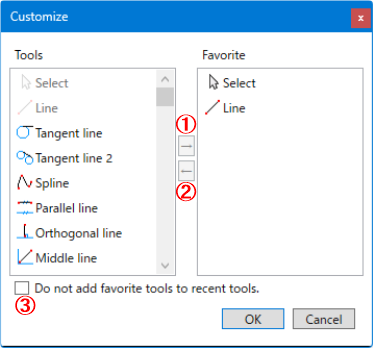 Customize
x
Tools
Favorite
Select
Line
Tangent line
Tangent line 2
Spline
Parallel line
Orthogonal line
Middle line
①
→
←
②
Select
Line
Do not add favorite tools to recent tools.
③
OK
Cancel